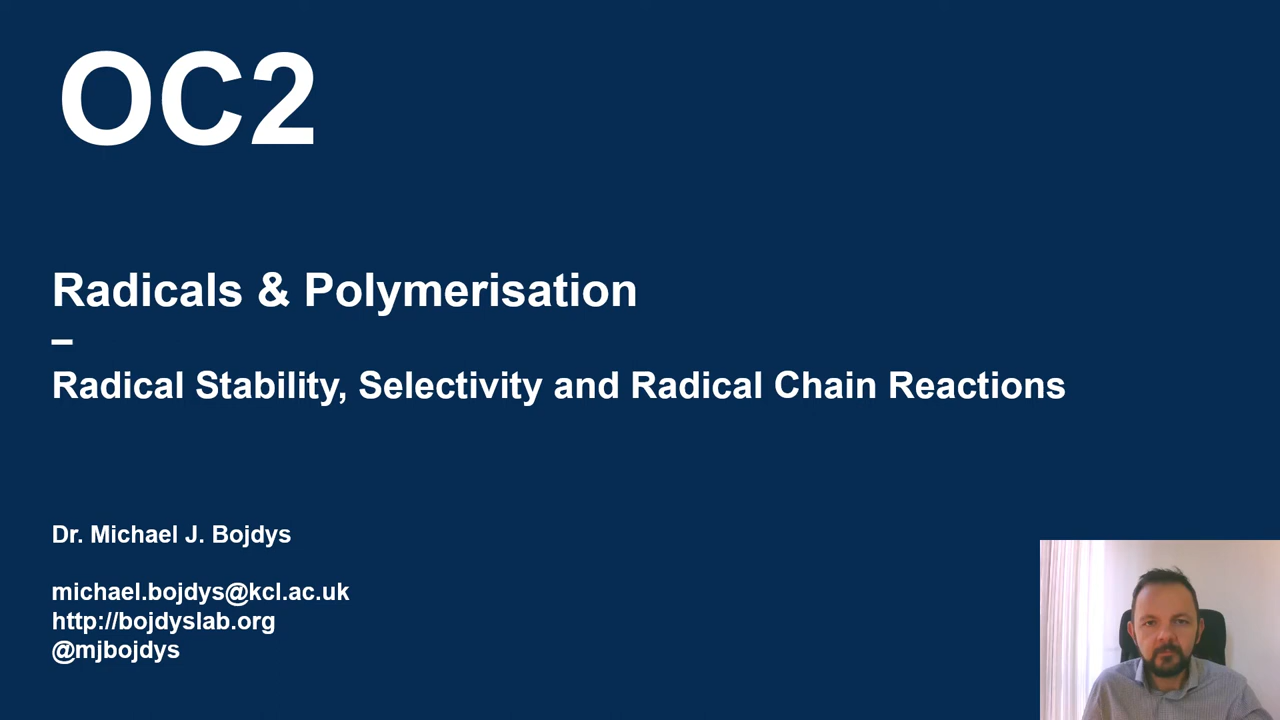 OC2
Radicals & Polymerisation
–
Radical Stability, Selectivity and Radical Chain Reactions
Dr. Michael J. Bojdys
michael.bojdys@kcl.ac.uk
http://bojdyslab.org
@mjbojdys